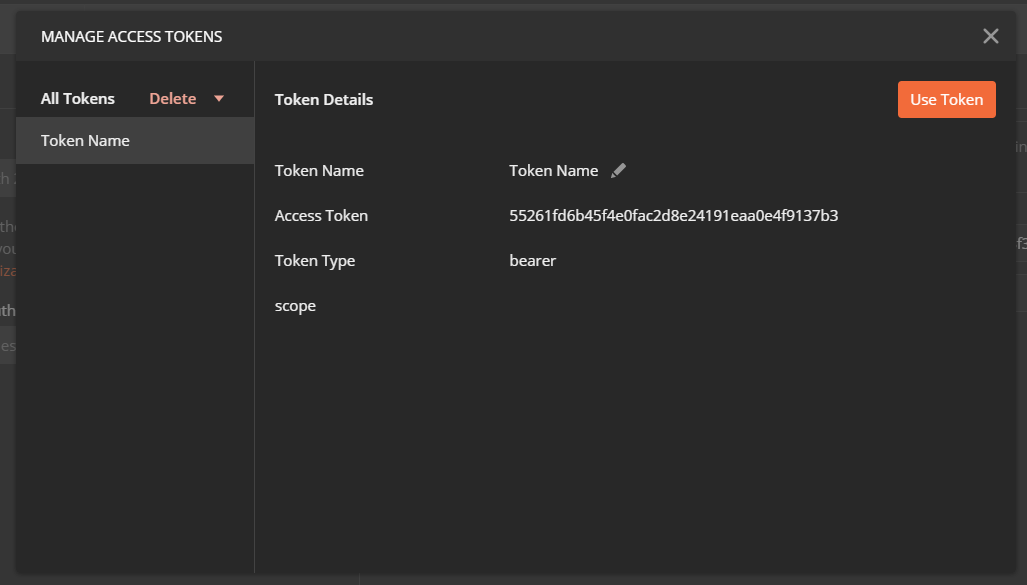 MANAGE ACCESS TOKENS
All Tokens Delete
Token Name
Token Details
Use Token
Token Name Token Name
Access Token 55261fd6b45f4e0fac2d8e24191eaa0e4f9137b3
Token Type bearer
scope